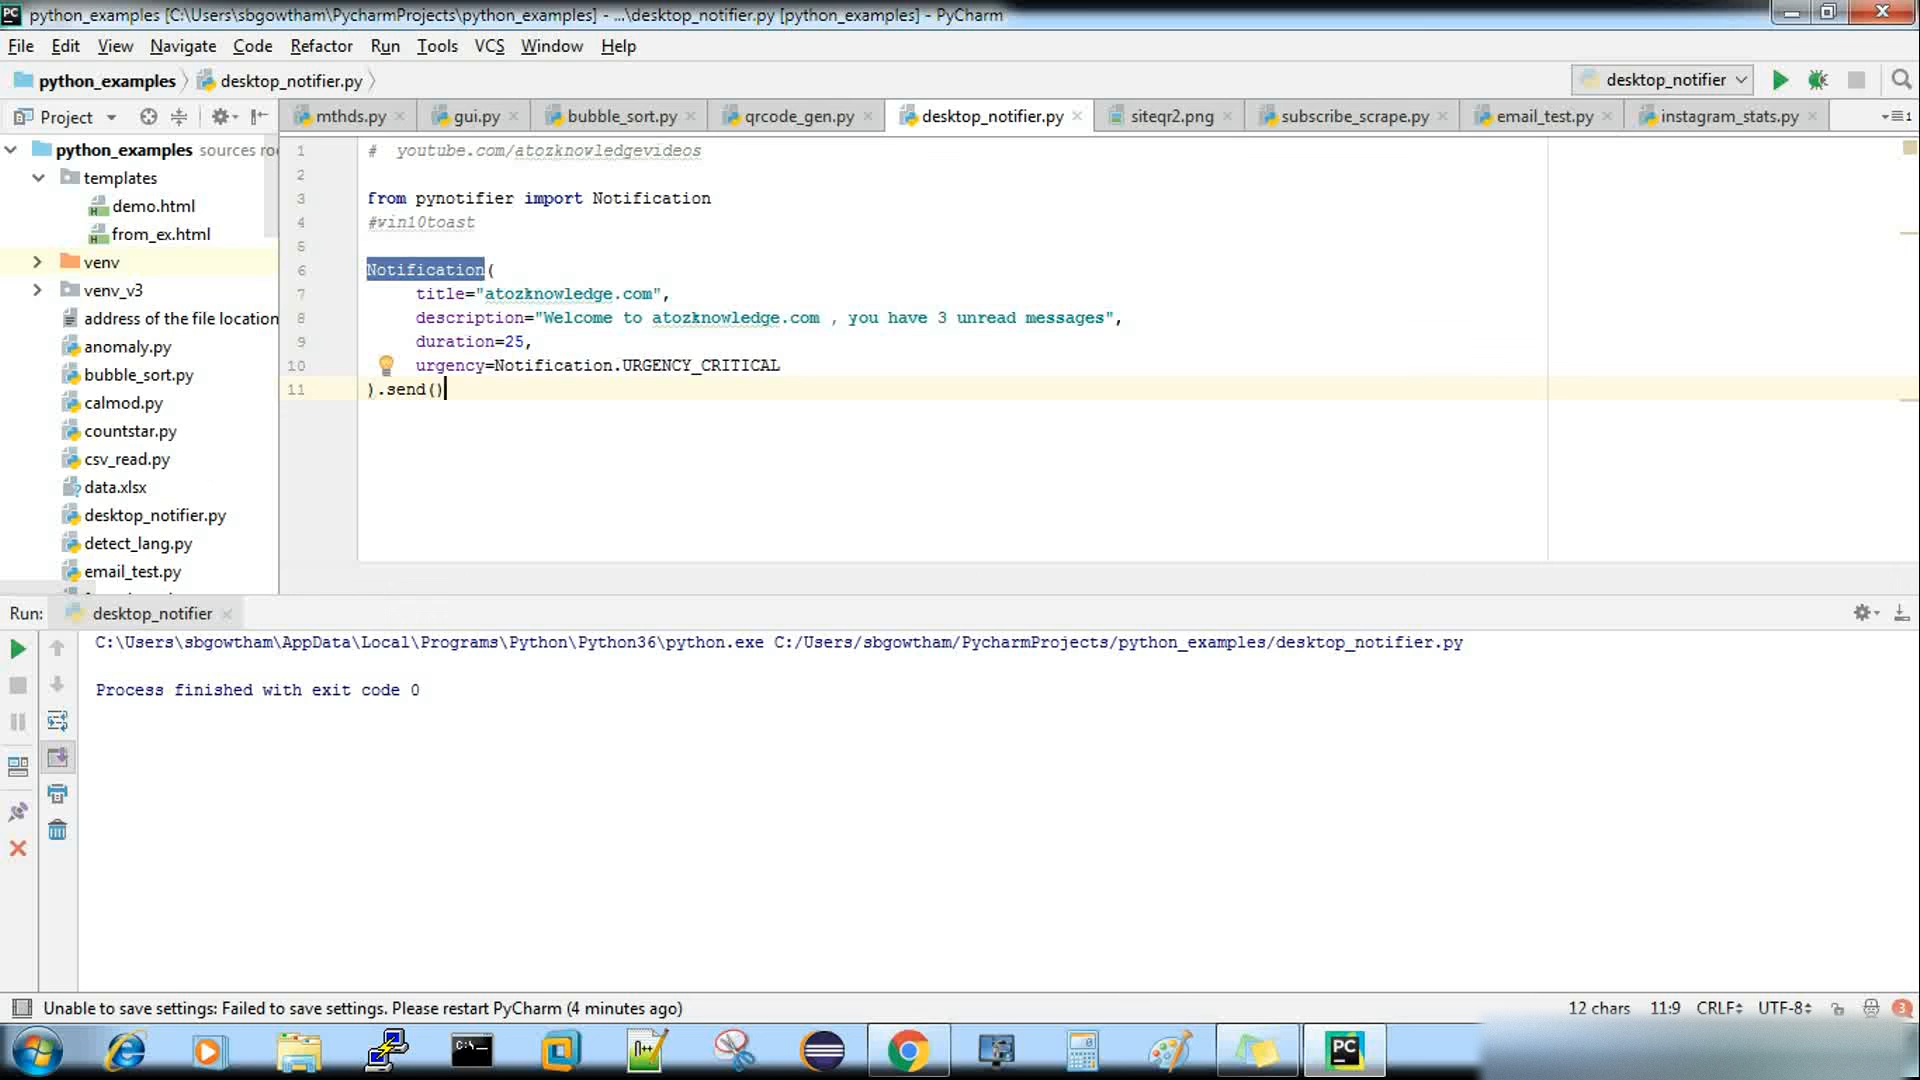 python_examples [C:\Users\sbgowtham\PycharmProjects\python_examples] - ...\desktop_notifier.py [python_examples] - PyCharm
File Edit View Navigate Code Refactor Run Tools VCS Window Help
python_examples desktop_notifier.py desktop_notifier
Project mthds.py gui.py bubble_sort.py qrcode_gen.py desktop_notifier.py siteqr2.png subscribe_scrape.py email_test.py instagram_stats.py
python_examples sources
templates
demo.html
from_ex.html
venv
venv_v3
address of the file location
anomaly.py
bubble_sort.py
calmod.py
countstar.py
csv_read.py
data.xlsx
desktop_notifier.py
detect_lang.py
email_test.py
1 # youtube.com/atozknowledgevideos
2
3 from pynotifier import Notification
4 #win10toast
5
6 Notification(
7 title="atozknowledge.com",
8 description="Welcome to atozknowledge.com , you have 3 unread messages",
9 duration=25,
10 urgency=Notification.URGENCY_CRITICAL
11 ).send()
Run: desktop_notifier
C:\Users\sbgowtham\AppData\Local\Programs\Python\Python36\python.exe C:/Users/sbgowtham/PycharmProjects/python_examples/desktop_notifier.py
Process finished with exit code 0
Unable to save settings: Failed to save settings. Please restart PyCharm (4 minutes ago) 12 chars 11:9 CRLF UTF-8 3